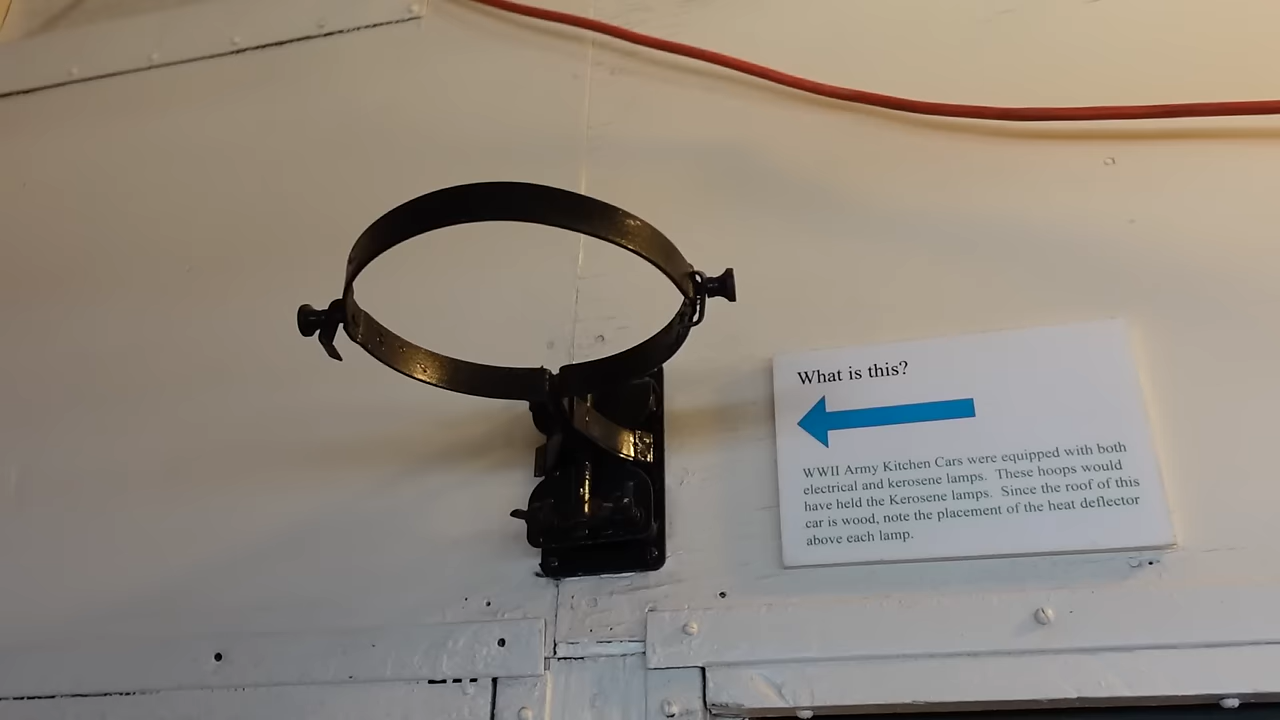 What is this?
WWII Army Kitchen Cars were equipped with both
electrical and kerosene lamps. These hoops would
have held the Kerosene lamps. Since the roof of this
car is wood, note the placement of the heat deflector
above each lamp.